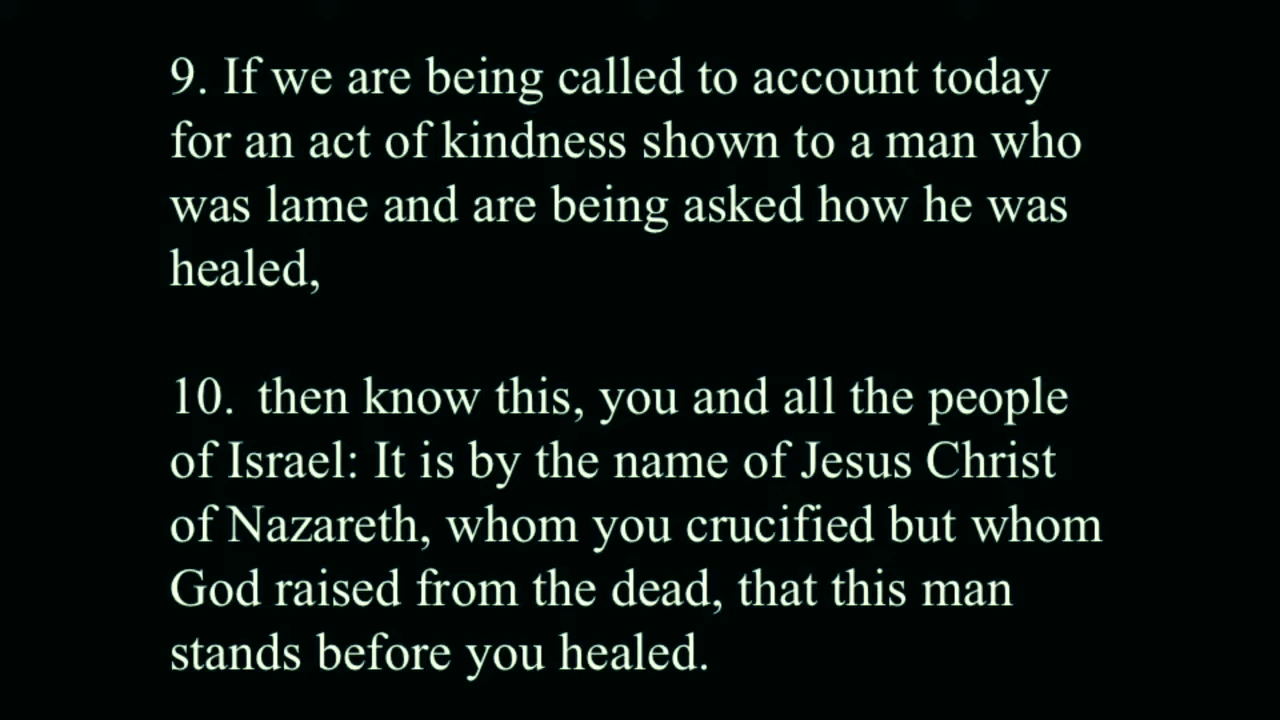 9. If we are being called to account today
for an act of kindness shown to a man who
was lame and are being asked how he was
healed,
10. then know this, you and all the people
of Israel: It is by the name of Jesus Christ
of Nazareth, whom you crucified but whom
God raised from the dead, that this man
stands before you healed.